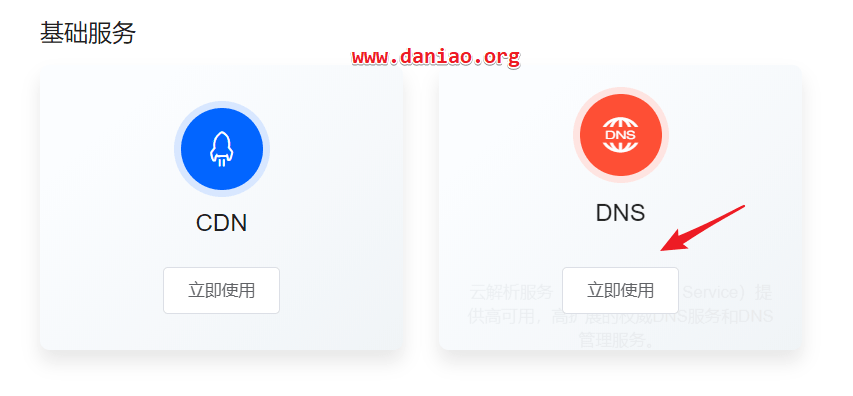 基础服务
www.daniao.org
CDN
立即使用
DNS
DNS
立即使用
云解析服务 Service）提
供高可用、高扩展的权威DNS服务和DNS
管理服务。